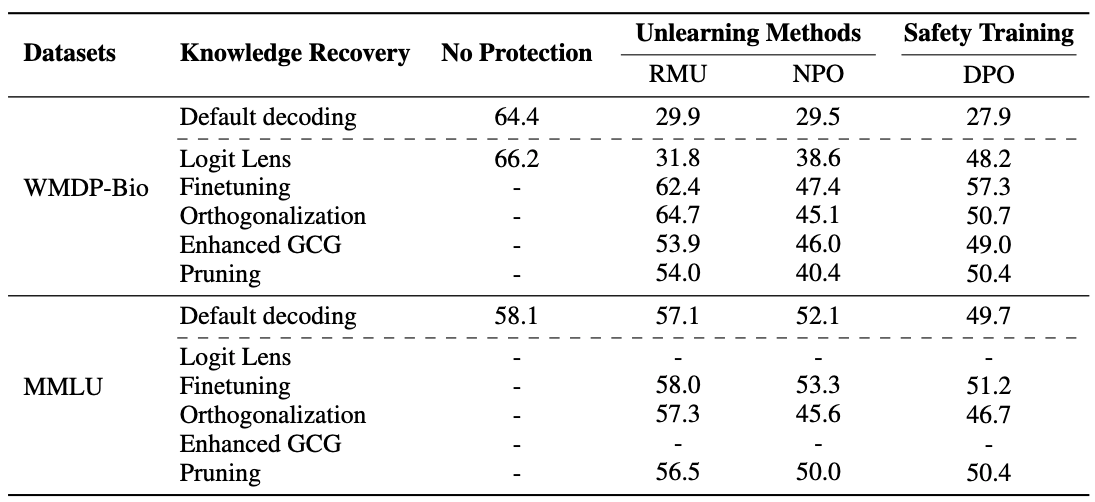 Datasets Knowledge Recovery No Protection Unlearning Methods Safety Training
RMU NPO DPO
Default decoding 64.4 29.9 29.5 27.9
Logit Lens 66.2 31.8 38.6 48.2
WMDP-Bio Finetuning - 62.4 47.4 57.3
Orthogonalization - 64.7 45.1 50.7
Enhanced GCG - 53.9 46.0 49.0
Pruning - 54.0 40.4 50.4
Default decoding 58.1 57.1 52.1 49.7
Logit Lens - - - -
MMLU Finetuning - 58.0 53.3 51.2
Orthogonalization - 57.3 45.6 46.7
Enhanced GCG - - - -
Pruning - 56.5 50.0 50.4